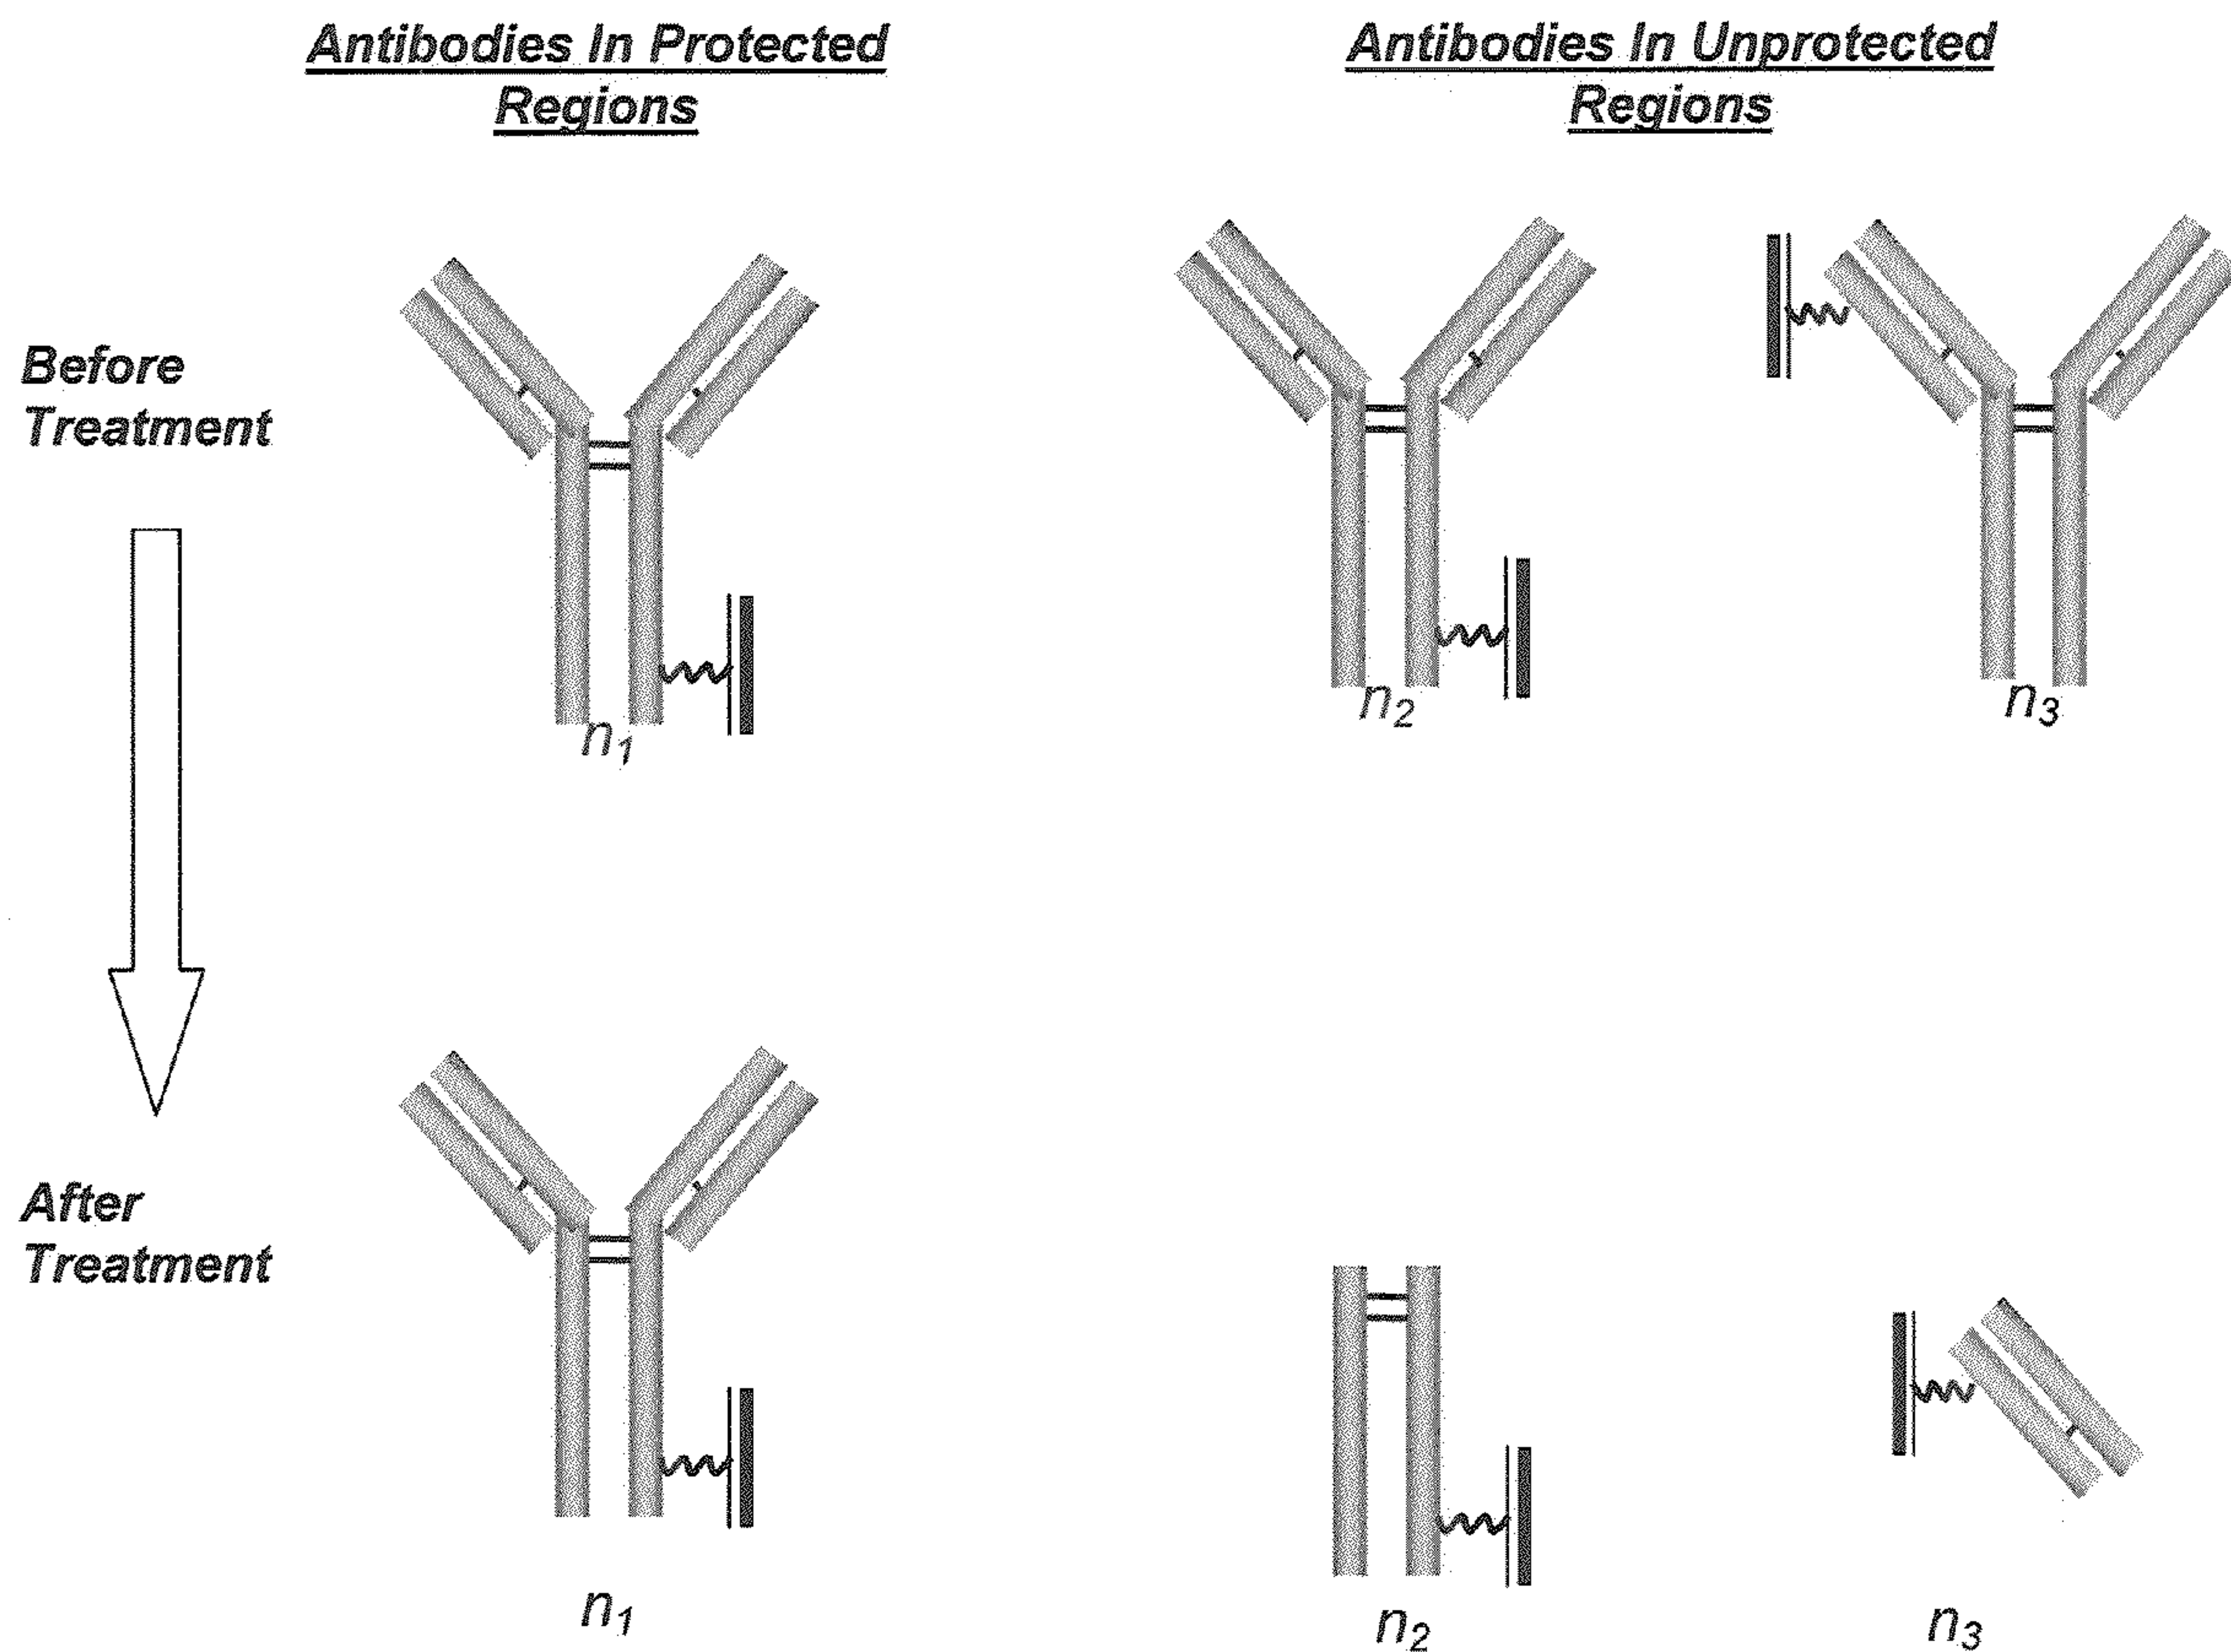 Antibodies In Protected
Regions
Antibodies In Unprotected
Regions
Before
Treatment
n1
n2
n3
After
Treatment
n1
n2
n3